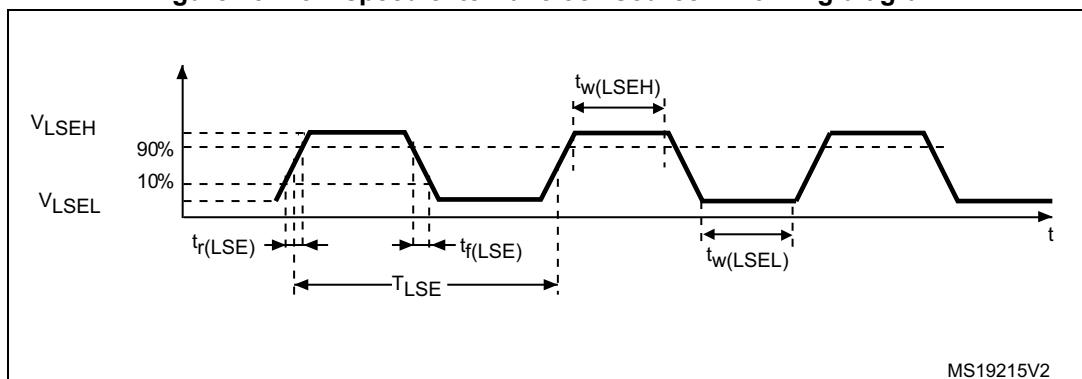 tw(LSEH)
VLSEH
90%
10%
VLSEL
tr(LSE)
tf(LSE)
t
tw(LSEL)
TLSE
MS19215V2